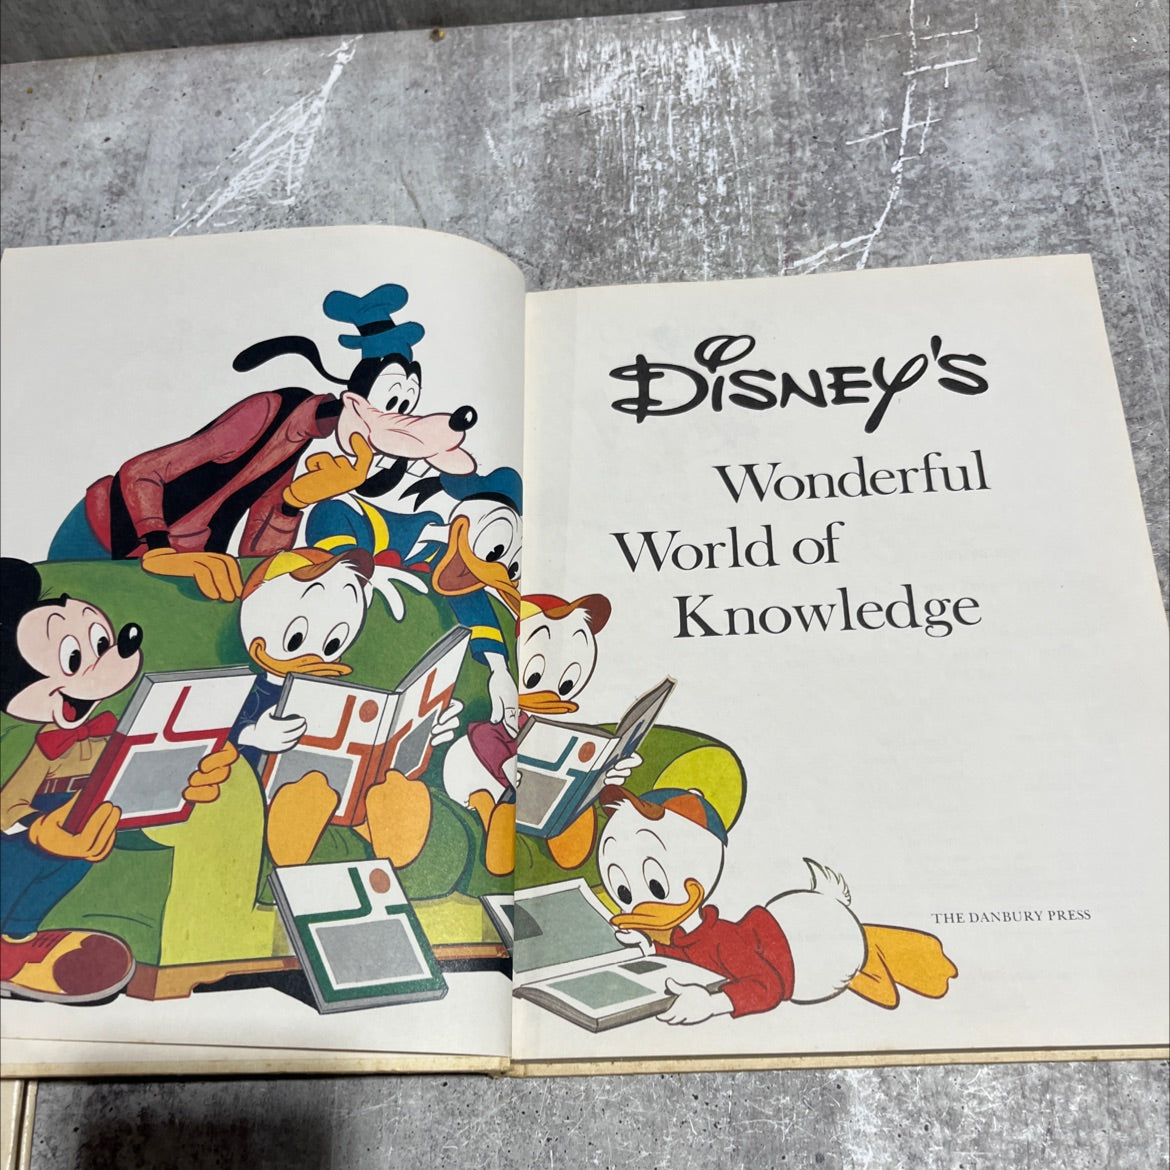 Disney's
Wonderful
World of
Knowledge
THE DANBURY PRESS